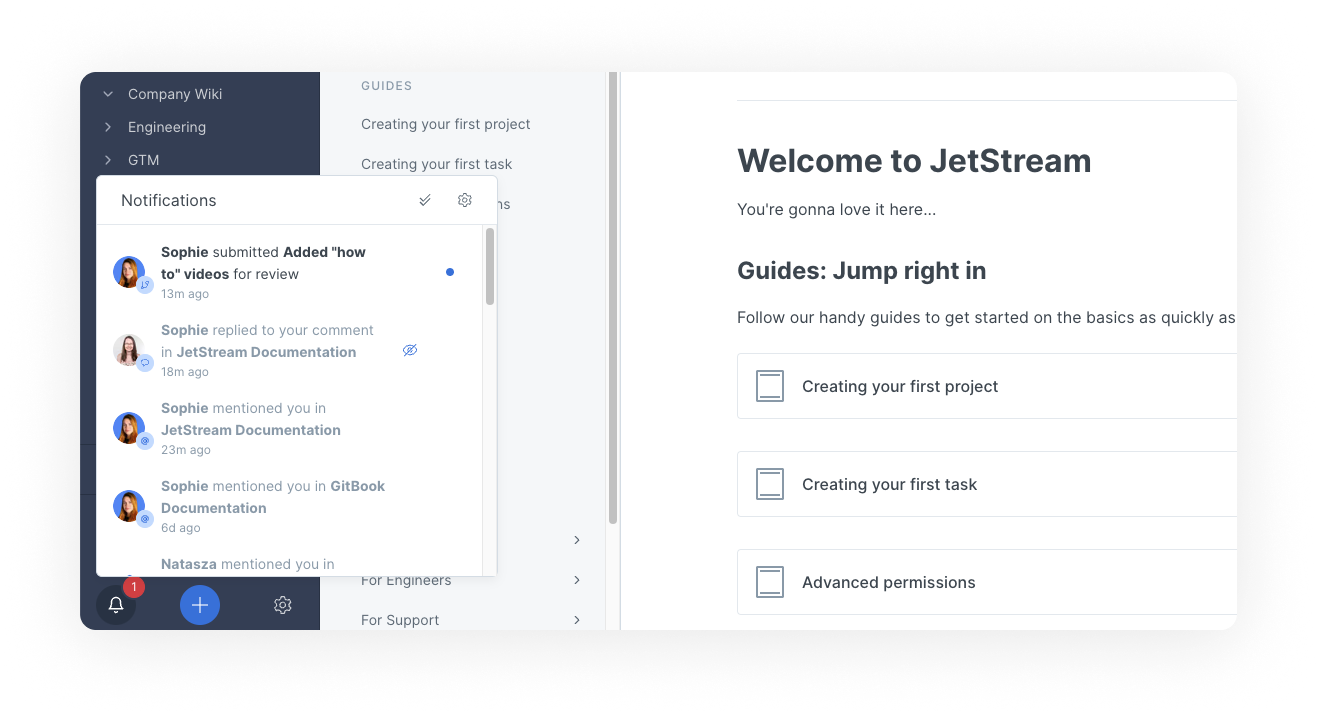 Company Wiki
Engineering
GTM
Notifications
Sophie submitted Added "how
to" videos for review
13m ago
Sophie replied to your comment
in JetStream Documentation
18m ago
Sophie mentioned you in
JetStream Documentation
23m ago
Sophie mentioned you in GitBook
Documentation
6d ago
Natasza mentioned you in
1
GUIDES
Creating your first project
Creating your first task
ns
For Engineers
For Support
Welcome to JetStream
You're gonna love it here...
Guides: Jump right in
Follow our handy guides to get started on the basics as quickly as
Creating your first project
Creating your first task
Advanced permissions